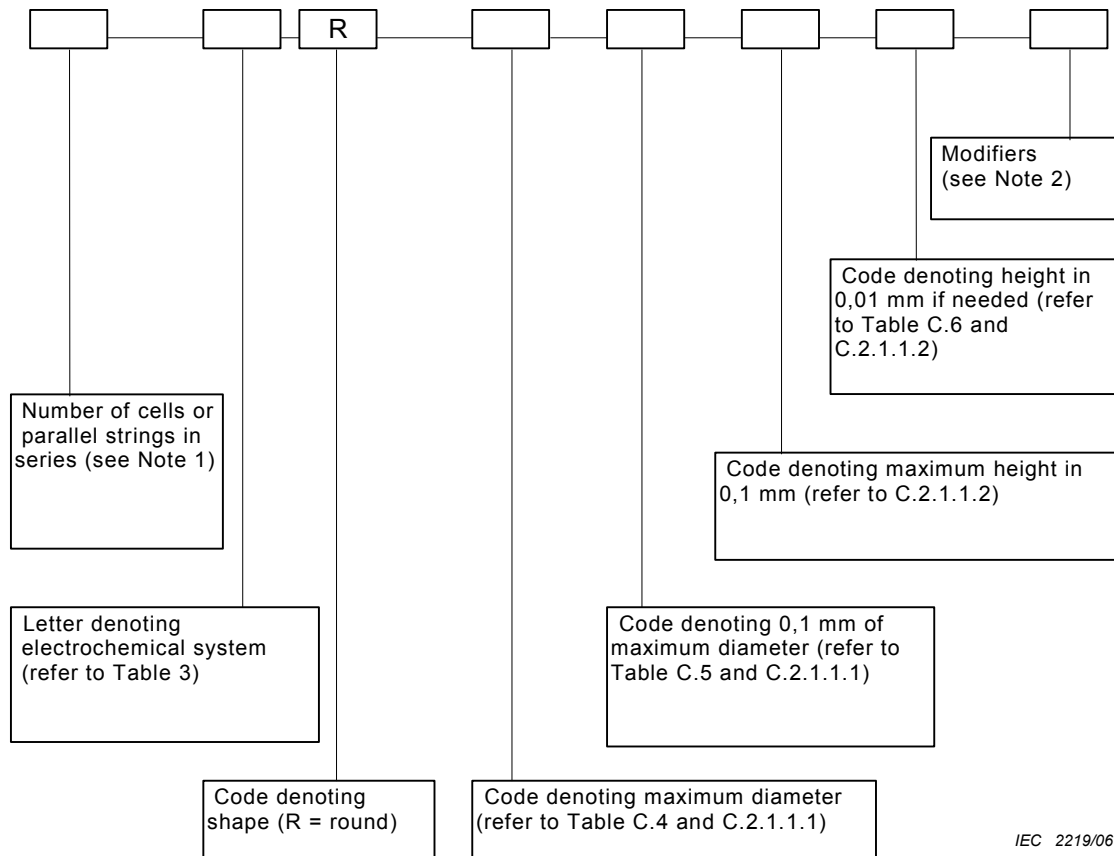 R
Modifiers
(see Note 2)
Code denoting height in
0,01 mm if needed (refer
to Table C.6 and
C.2.1.1.2)
Number of cells or
parallel strings in
series (see Note 1)
Code denoting maximum height in
0,1 mm (refer to C.2.1.1.2)
Letter denoting
electrochemical system
(refer to Table 3)
Code denoting 0,1 mm of
maximum diameter (refer to
Table C.5 and C.2.1.1.1)
Code denoting
shape (R = round)
Code denoting maximum diameter
(refer to Table C.4 and C.2.1.1.1)
IEC 2219/06